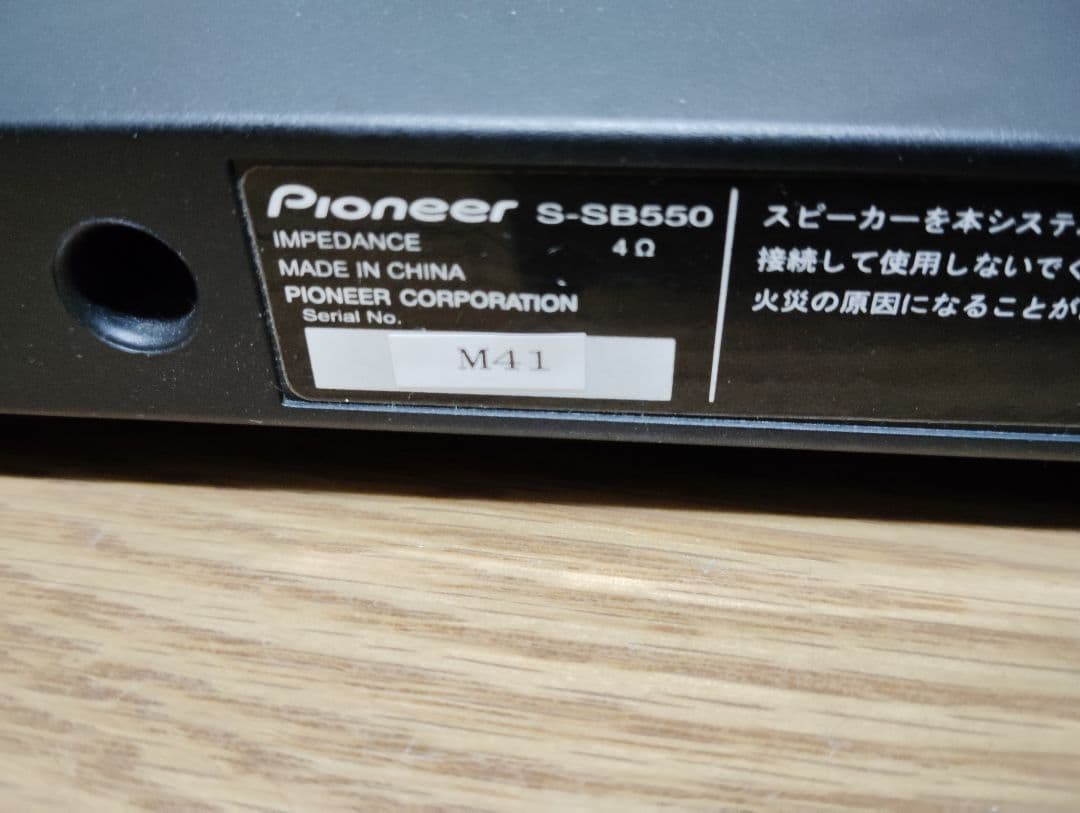 Pioneer S-SB550
IMPEDANCE 4Ω
MADE IN CHINA
PIONEER CORPORATION
Serial No.
M41
スピーカーを本システ
接続して使用しないでく
火災の原因になることが